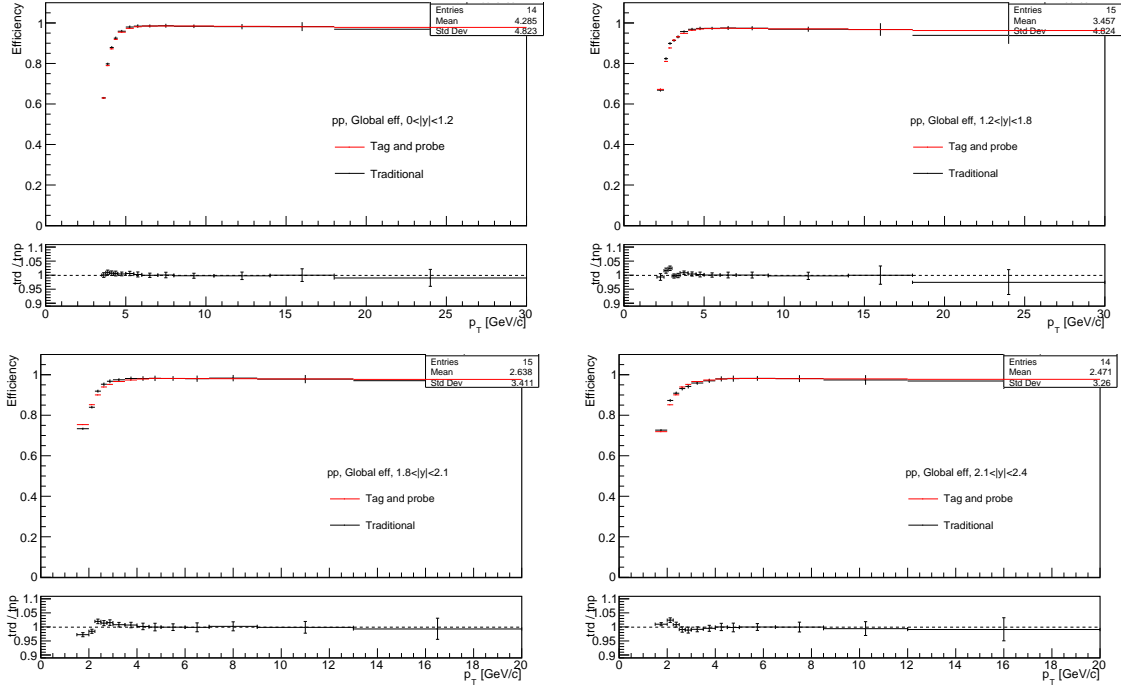 Entries 14
Mean 4.285
Std Dev 4.823
Efficiency
1
0.8
0.6
0.4
0.2
0
pp, Global eff, 0<|y|<1.2
Tag and probe
Traditional
trd / tnp
1.1
1.05
1
0.95
0.9
0 5 10 15 20 25 30
p_T [GeV/c]
Entries 15
Mean 3.457
Std Dev 4.824
Efficiency
1
0.8
0.6
0.4
0.2
0
pp, Global eff, 1.2<|y|<1.8
Tag and probe
Traditional
trd / tnp
1.1
1.05
1
0.95
0.9
0 5 10 15 20 25 30
p_T [GeV/c]
Entries 15
Mean 2.638
Std Dev 3.411
Efficiency
1
0.8
0.6
0.4
0.2
0
pp, Global eff, 1.8<|y|<2.1
Tag and probe
Traditional
trd / tnp
1.1
1.05
1
0.95
0.9
0 2 4 6 8 10 12 14 16 18 20
p_T [GeV/c]
Entries 14
Mean 2.471
Std Dev 3.26
Efficiency
1
0.8
0.6
0.4
0.2
0
pp, Global eff, 2.1<|y|<2.4
Tag and probe
Traditional
trd / tnp
1.1
1.05
1
0.95
0.9
0 2 4 6 8 10 12 14 16 18 20
p_T [GeV/c]